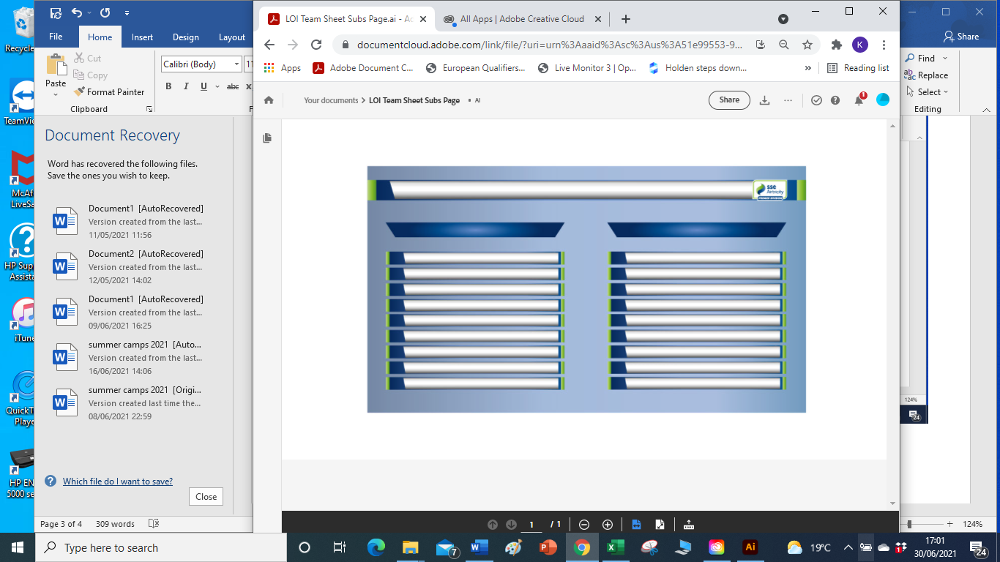 Recycle
TeamVie
McAf
LiveSa
HP Sup
Assista
iTune
QuickT
Playe
HP EN
5000 se
File
Home
Insert
Design
Layout
Share
Paste
Cut
Copy
Format Painter
Clipboard
Calibri (Body)
11
B I U abc x
Find
Replace
Select
Editing
Document Recovery
Word has recovered the following files.
Save the ones you wish to keep.
Document1 [AutoRecovered]
Version created from the last...
11/05/2021 11:56
Document2 [AutoRecovered]
Version created from the last...
12/05/2021 14:02
Document1 [AutoRecovered]
Version created from the last...
09/06/2021 16:25
summer camps 2021 [Auto...
Version created from the last...
16/06/2021 14:06
summer camps 2021 [Origi...
Version created last time the...
08/06/2021 22:59
Which file do I want to save?
Close
Page 3 of 4 309 words
LOI Team Sheet Subs Page.ai - Ac
All Apps | Adobe Creative Cloud
documentcloud.adobe.com/link/file/?uri=urn%3Aaaid%3Asc%3Aus%3A51e99553-9...
K
Apps
Adobe Document C...
European Qualifiers...
Live Monitor 3 | Op...
Holden steps down...
»
Reading list
Your documents > LOI Team Sheet Subs Page AI
Share
1
sse
Airtricity
1 / 1
124%
24
124%
Type here to search
7
Ai
19°C
17:01
30/06/2021
24